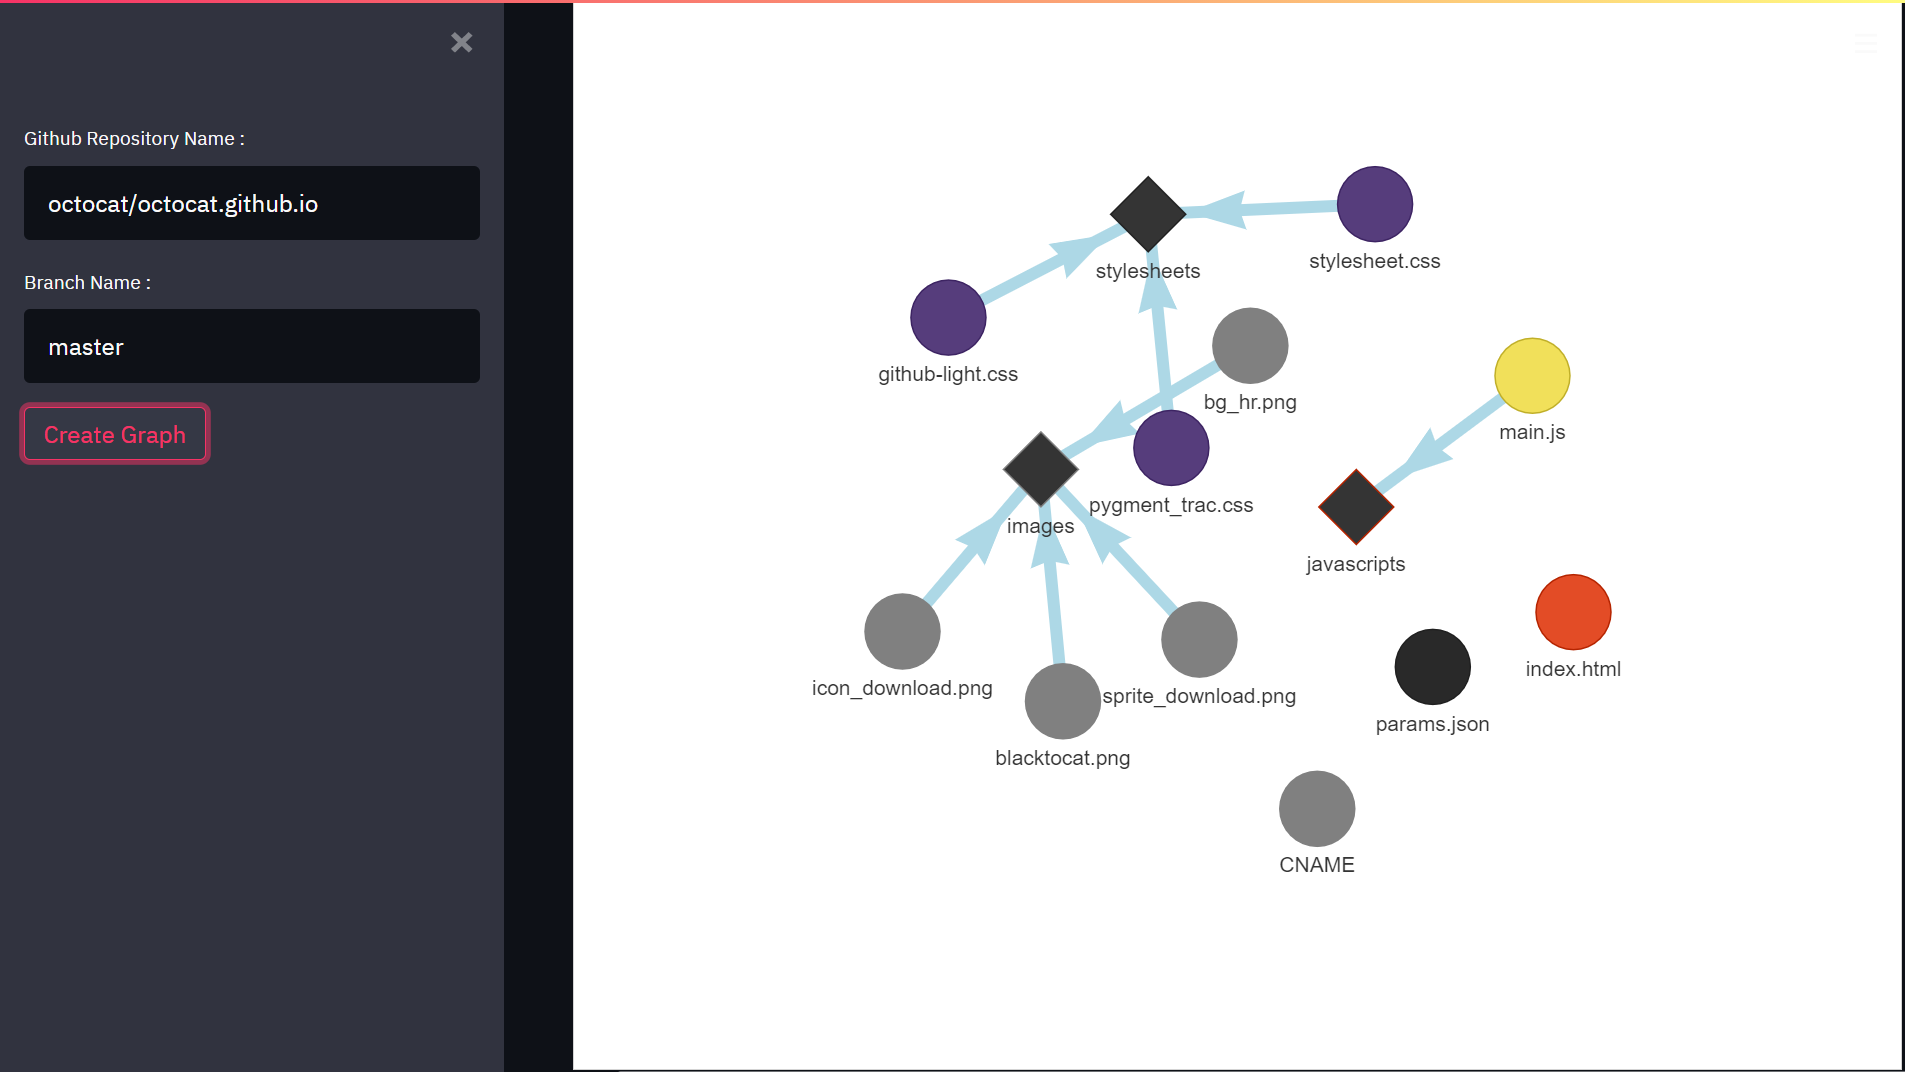 Github Repository Name :
octocat/octocat.github.io
Branch Name :
master
Create Graph
stylesheets
stylesheet.css
github-light.css
bg_hr.png
main.js
pygment_trac.css
images
javascripts
index.html
icon_download.png
sprite_download.png
params.json
blacktocat.png
CNAME